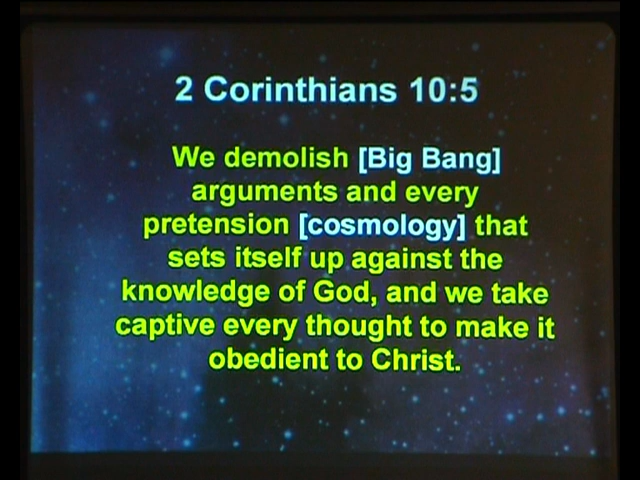 2 Corinthians 10:5
We demolish [Big Bang]
arguments and every
pretension [cosmology] that
sets itself up against the
knowledge of God, and we take
captive every thought to make it
obedient to Christ.